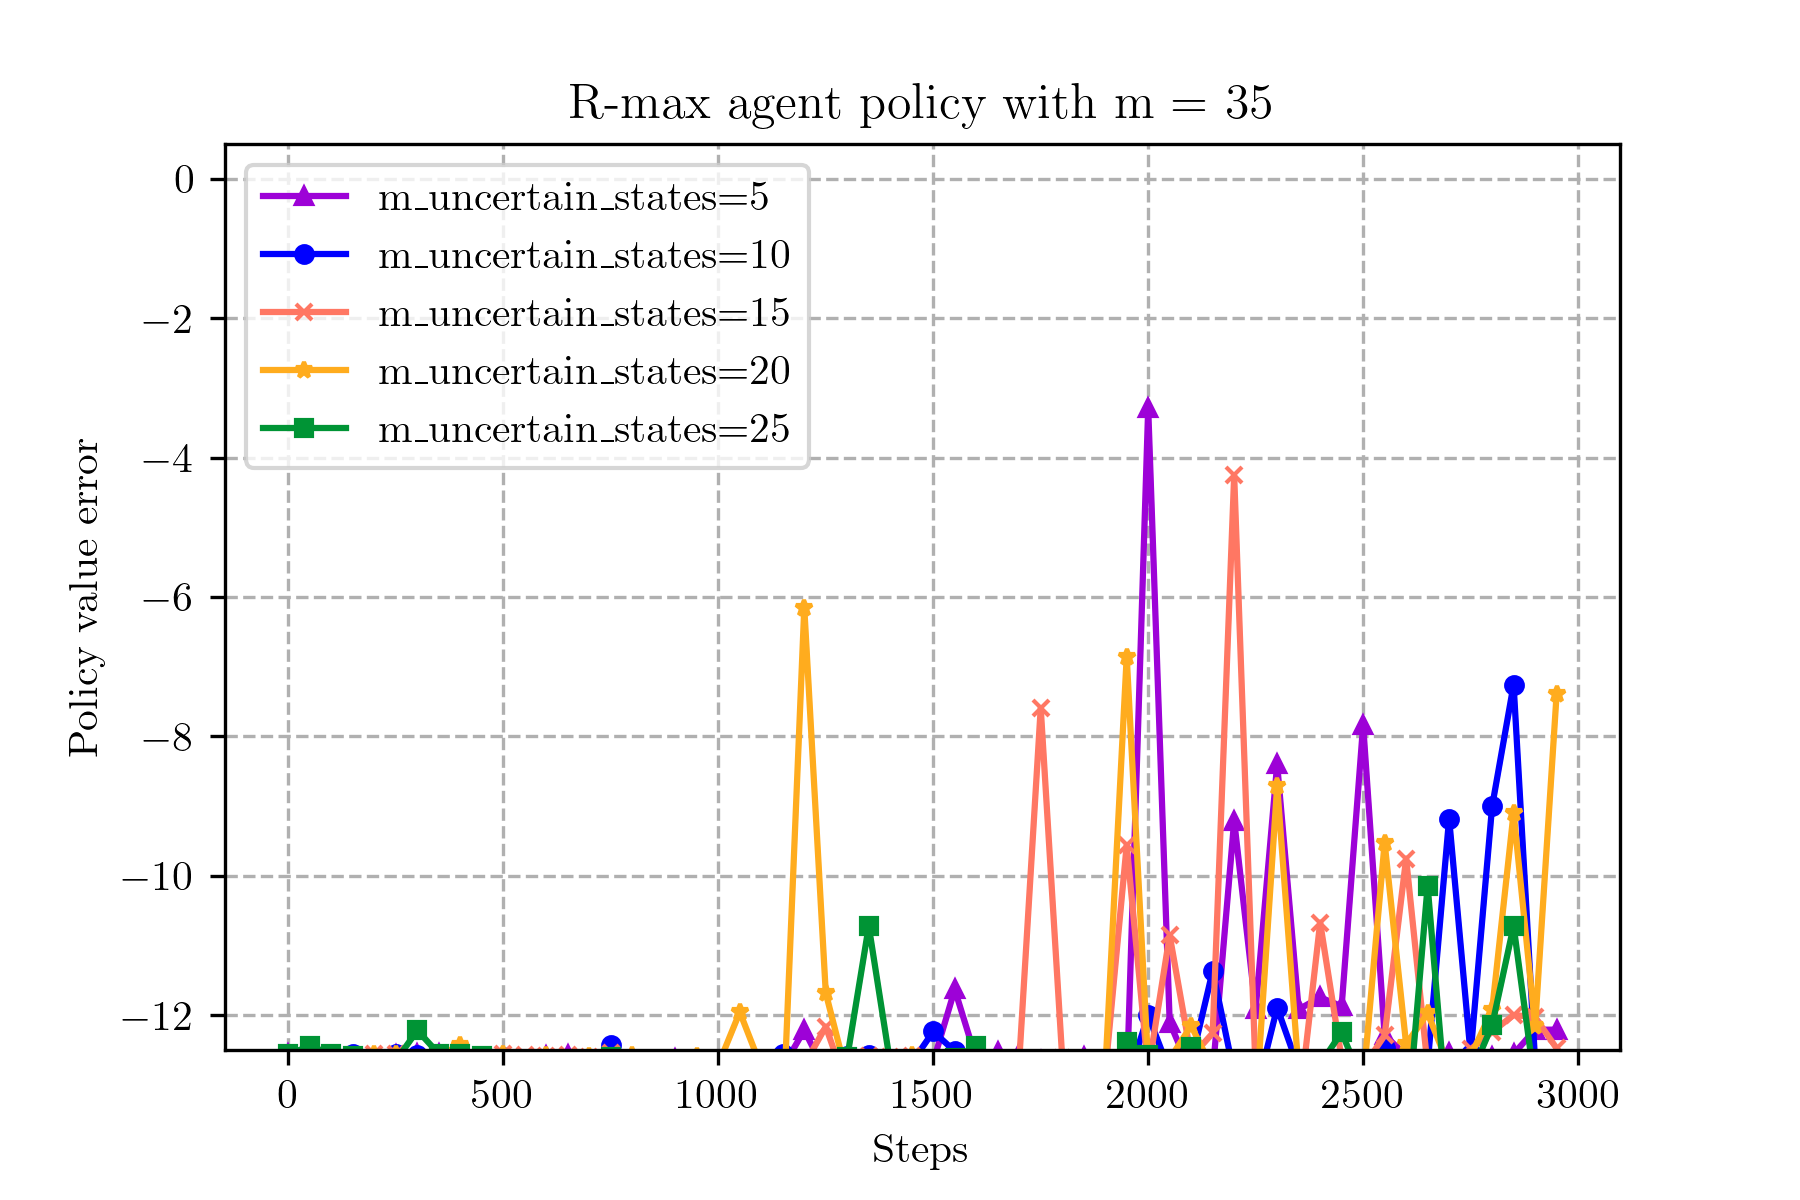 R-max agent policy with m = 35
m_uncertain_states=5
m_uncertain_states=10
m_uncertain_states=15
m_uncertain_states=20
m_uncertain_states=25
Policy value error
0
−2
−4
−6
−8
−10
−12
0 500 1000 1500 2000 2500 3000
Steps